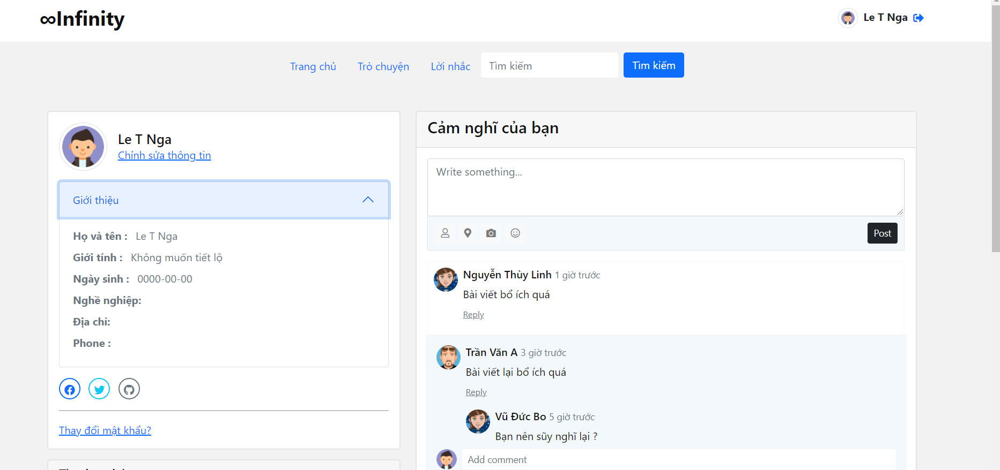 ∞Infinity
Le T Nga
Trang chủ Trò chuyện Lời nhắc Tìm kiếm Tìm kiếm
Le T Nga
Chỉnh sửa thông tin
Giới thiệu
Họ và tên : Le T Nga
Giới tính : Không muốn tiết lộ
Ngày sinh : 0000-00-00
Nghề nghiệp:
Địa chỉ:
Phone :
Thay đổi mật khẩu?
Cảm nghĩ của bạn
Write something...
Post
Nguyễn Thùy Linh 1 giờ trước
Bài viết bổ ích quá
Reply
Trần Văn A 3 giờ trước
Bài viết lại bổ ích quá
Reply
Vũ Đức Bo 5 giờ trước
Bạn nên sũy nghĩ lại ?
Add comment